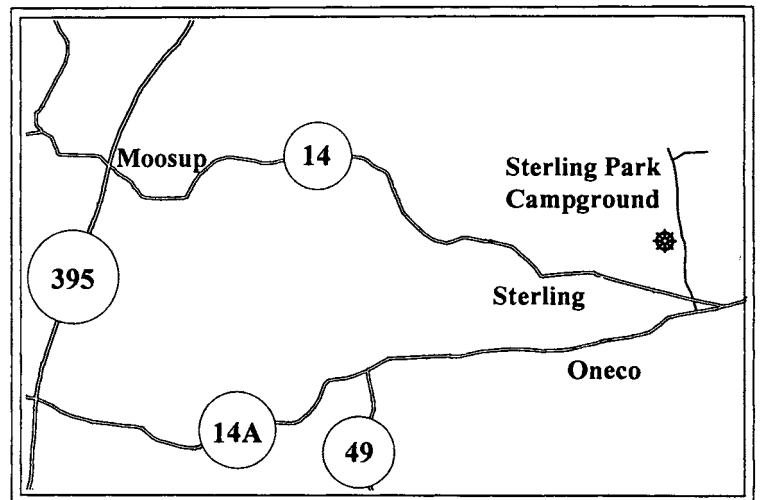 Moosup
14
Sterling Park
Campground
395
Sterling
Oneco
14A
49